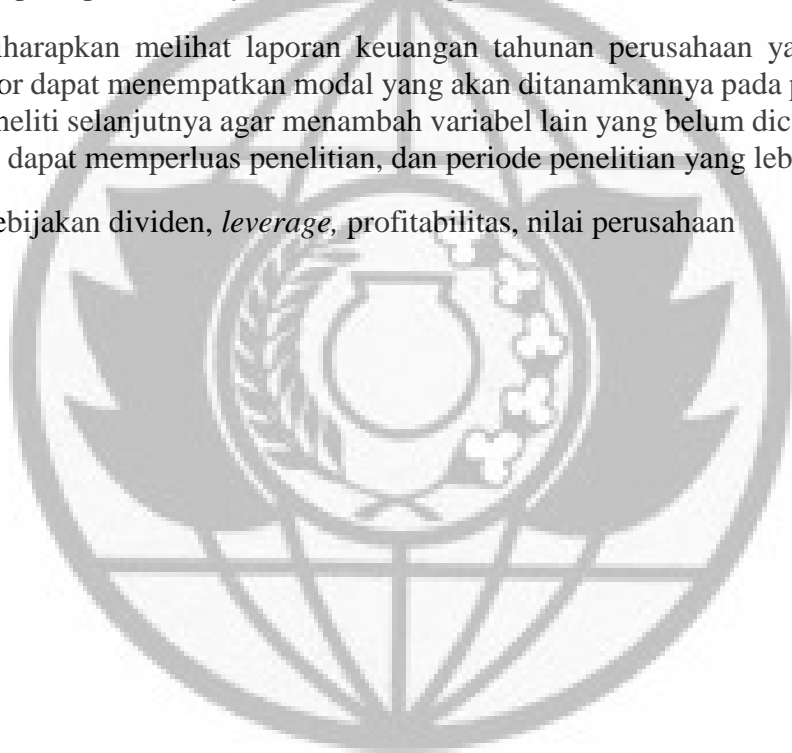 iharapkan melihat laporan keuangan tahunan perusahaan ya
or dapat menempatkan modal yang akan ditanamkannya pada p
neliti selanjutnya agar menambah variabel lain yang belum dic
dapat memperluas penelitian, dan periode penelitian yang leb
ebijakan dividen, leverage, profitabilitas, nilai perusahaan